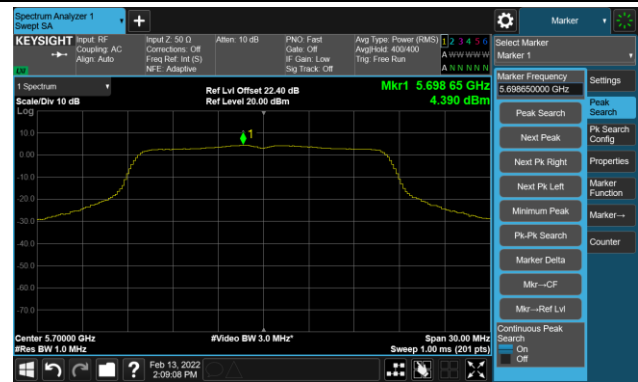 Spectrum Analyzer 1
Swept SA
Marker
KEYSIGHT
Input: RF
Coupling: AC
Align: Auto
Input Z: 50 Ω
Corrections: Off
Freq Ref: Int (S)
NFE: Adaptive
Atten: 10 dB
PNO: Fast
Gate: Off
IF Gain: Low
Sig Track: Off
Avg Type: Power (RMS)
Avg|Hold: 400/400
Trig: Free Run
1 2 3 4 5 6
A W W W W W
A N N N N N
LXI
Select Marker
Marker 1
1 Spectrum
Scale/Div 10 dB
Log
Ref Lvl Offset 22.40 dB
Ref Level 20.00 dBm
Mkr1 5.698 65 GHz
4.390 dBm
10.0
0.00
-10.0
-20.0
-30.0
-40.0
-50.0
-60.0
-70.0
1
Center 5.70000 GHz
#Res BW 1.0 MHz
#Video BW 3.0 MHz*
Span 30.00 MHz
Sweep 1.00 ms (201 pts)
Marker Frequency
5.698650000 GHz
Peak Search
Next Peak
Next Pk Right
Next Pk Left
Minimum Peak
Pk-Pk Search
Marker Delta
Mkr→CF
Mkr→Ref Lvl
Continuous Peak
Search
On
Off
Settings
Peak
Search
Pk Search
Config
Properties
Marker
Function
Marker→
Counter
Feb 13, 2022
2:09:08 PM